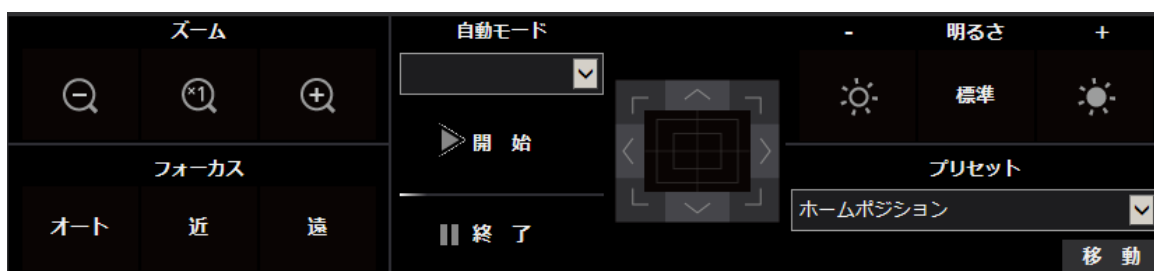 ズーム
×1
フォーカス
オート 近 遠
自動モード
開 始
終 了
- 明るさ +
標準
プリセット
ホームポジション
移 動